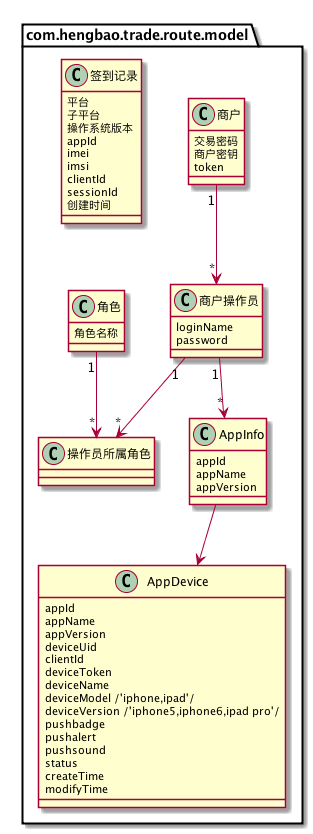 com.hengbao.trade.route.model
C 签到记录
平台
子平台
操作系统版本
appId
imei
imsi
clientId
sessionId
创建时间
C 商户
交易密码
商户密钥
token
1
*
C 角色
角色名称
C 商户操作员
loginName
password
1
1
1
*
*
*
C 操作员所属角色
C AppInfo
appId
appName
appVersion
C AppDevice
appId
appName
appVersion
deviceUid
clientId
deviceToken
deviceName
deviceModel /'iphone,ipad'/
deviceVersion /'iphone5,iphone6,ipad pro'/
pushbadge
pushalert
pushsound
status
createTime
modifyTime